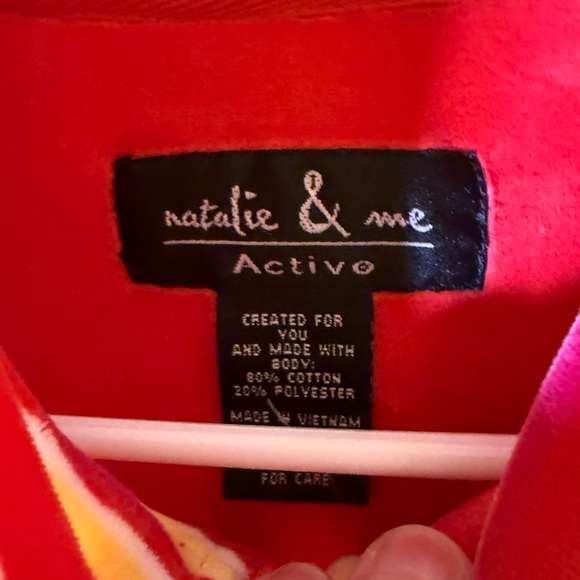 natalie & me
Activo
CREATED FOR
YOU
AND MADE WITH
BODY:
80% COTTON
20% POLYESTER
MADE IN VIETNAM
FOR CARE